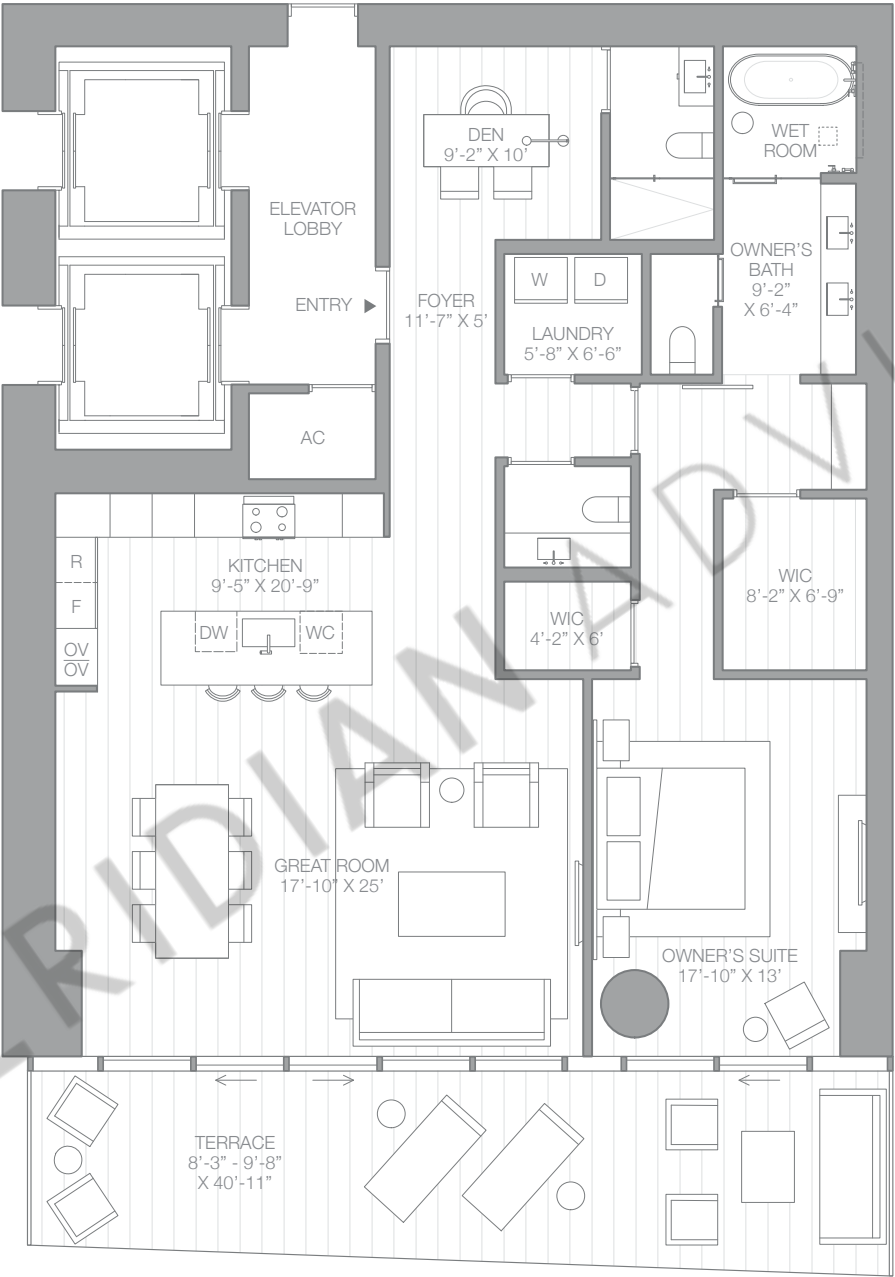 DEN
9’-2” X 10’
WET
ROOM
ELEVATOR
LOBBY
OWNER’S
BATH
9’-2”
X 6’-4”
W
D
ENTRY
FOYER
11’-7” X 5’
LAUNDRY
5’-8” X 6’-6”
AC
R
F
OV
OV
KITCHEN
9’-5” X 20’-9”
DW
WC
WIC
8’-2” X 6’-9”
WIC
4’-2” X 6’
GREAT ROOM
17’-10” X 25’
OWNER’S SUITE
17’-10” X 13’
TERRACE
8’-3” - 9’-8”
X 40’-11”
RIDIAN ADV